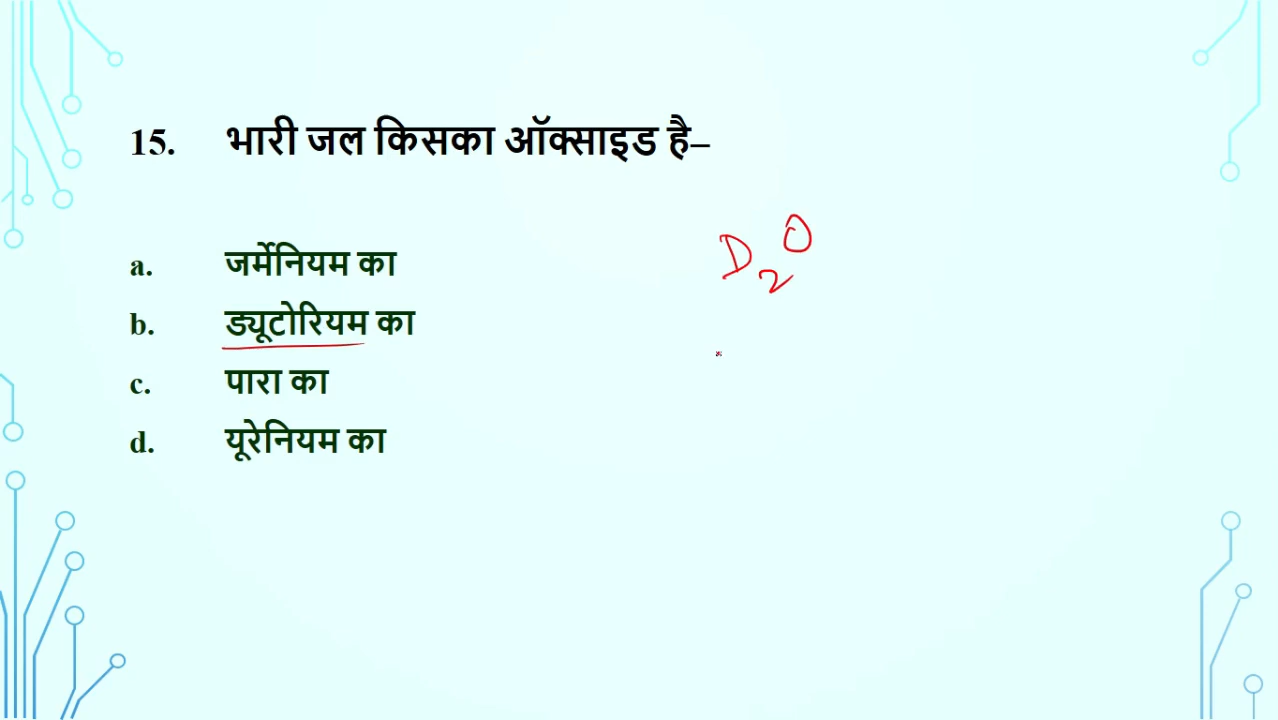 15. भारी जल किसका ऑक्साइड है–
D₂O
a. जर्मेनियम का
b. ड्यूटोरियम का
c. पारा का
d. यूरेनियम का